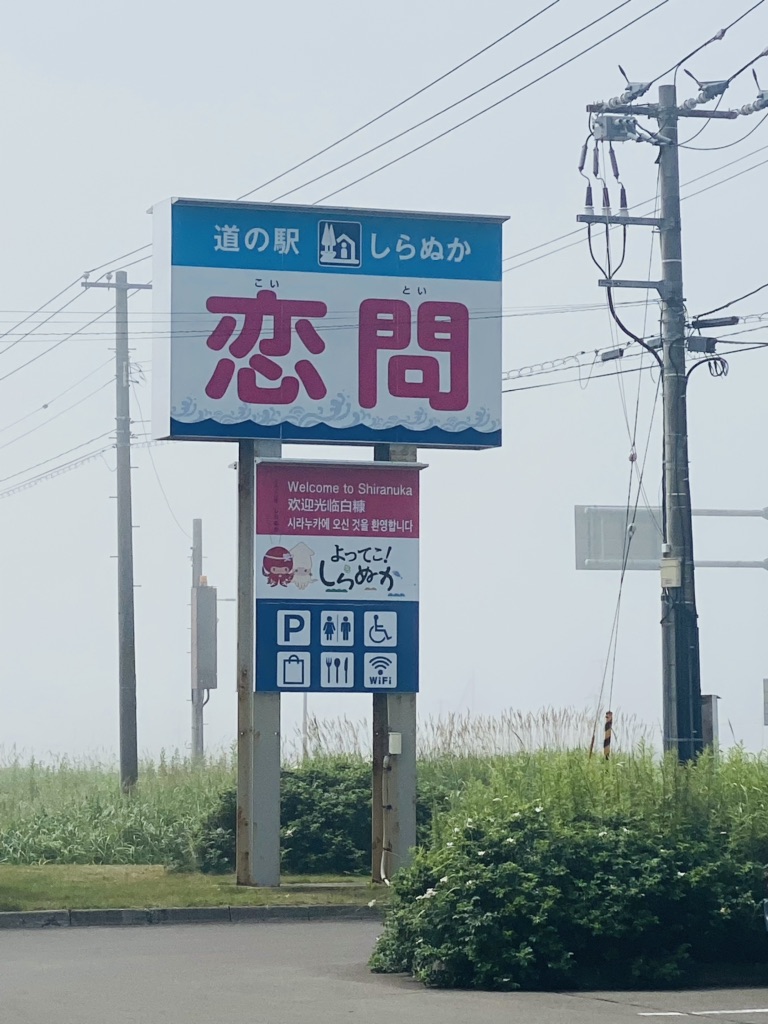 道の駅 しらぬか
こい とい
恋問
Welcome to Shiranuka
欢迎光临白糠
시라누카에 오신 것을 환영합니다
よってこ!
しらぬか
P
WiFi